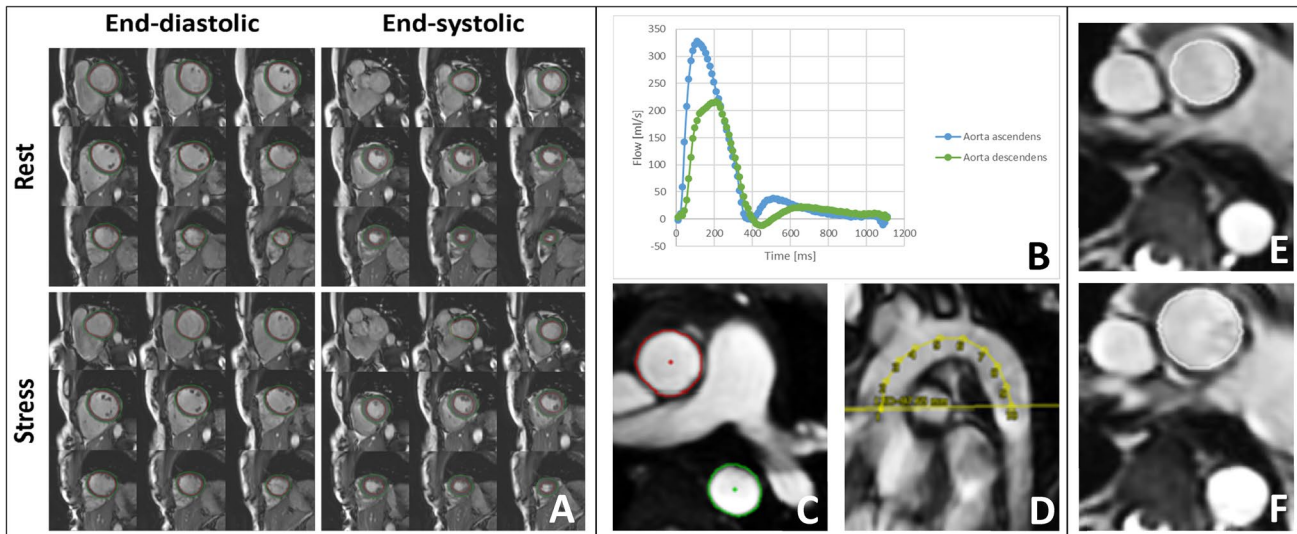 End-diastolic
End-systolic
Rest
Stress
A
350
300
250
200
150
100
50
0
-50
Flow [ml/s]
0
200
400
600
800
1000
1200
Time [ms]
Aorta ascendens
Aorta descendens
B
C
D
E
F